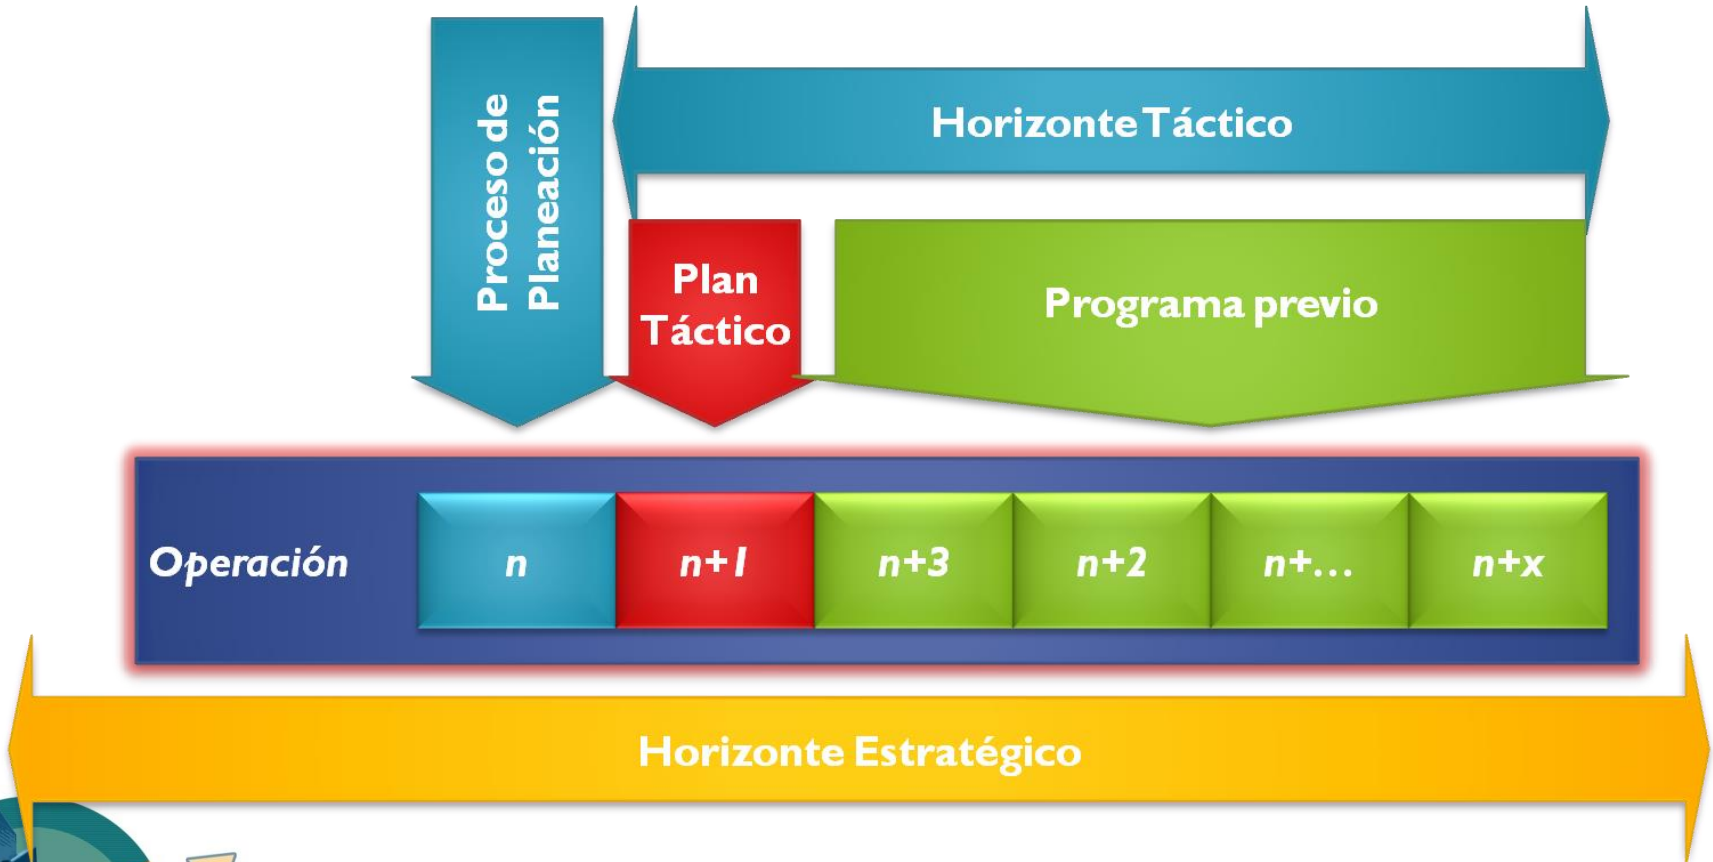 Proceso de
Planeación
Horizonte Táctico
Plan
Táctico
Programa previo
Operación
n
n+1
n+3
n+2
n+...
n+x
Horizonte Estratégico